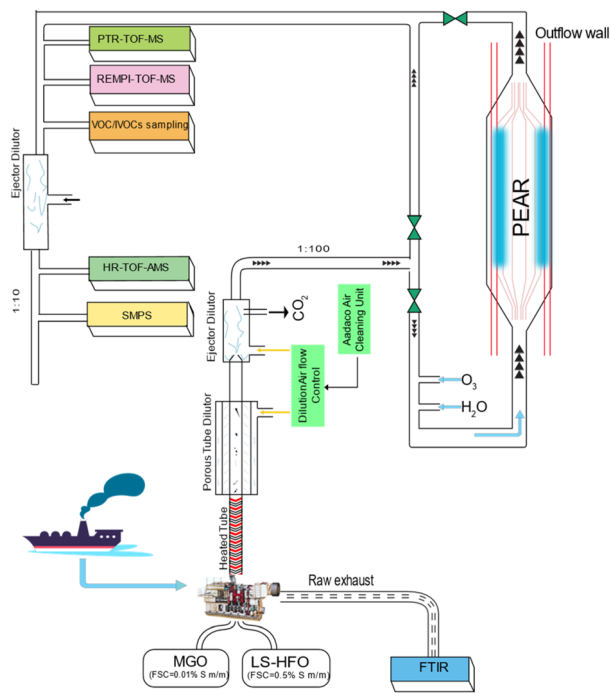 PTR-TOF-MS
REMPI-TOF-MS
VOC/IVOCs sampling
Ejector Dilutor
1:10
HR-TOF-AMS
SMPS
Outflow wall
PEAR
1:100
CO2
Ejector Dilutor
Aadaco Air
Cleaning Unit
DilutionAir flow
Control
O3
H2O
Porous Tube Dilutor
Heated Tube
Raw exhaust
MGO
(FSC=0.01% S m/m)
LS-HFO
(FSC=0.5% S m/m)
FTIR